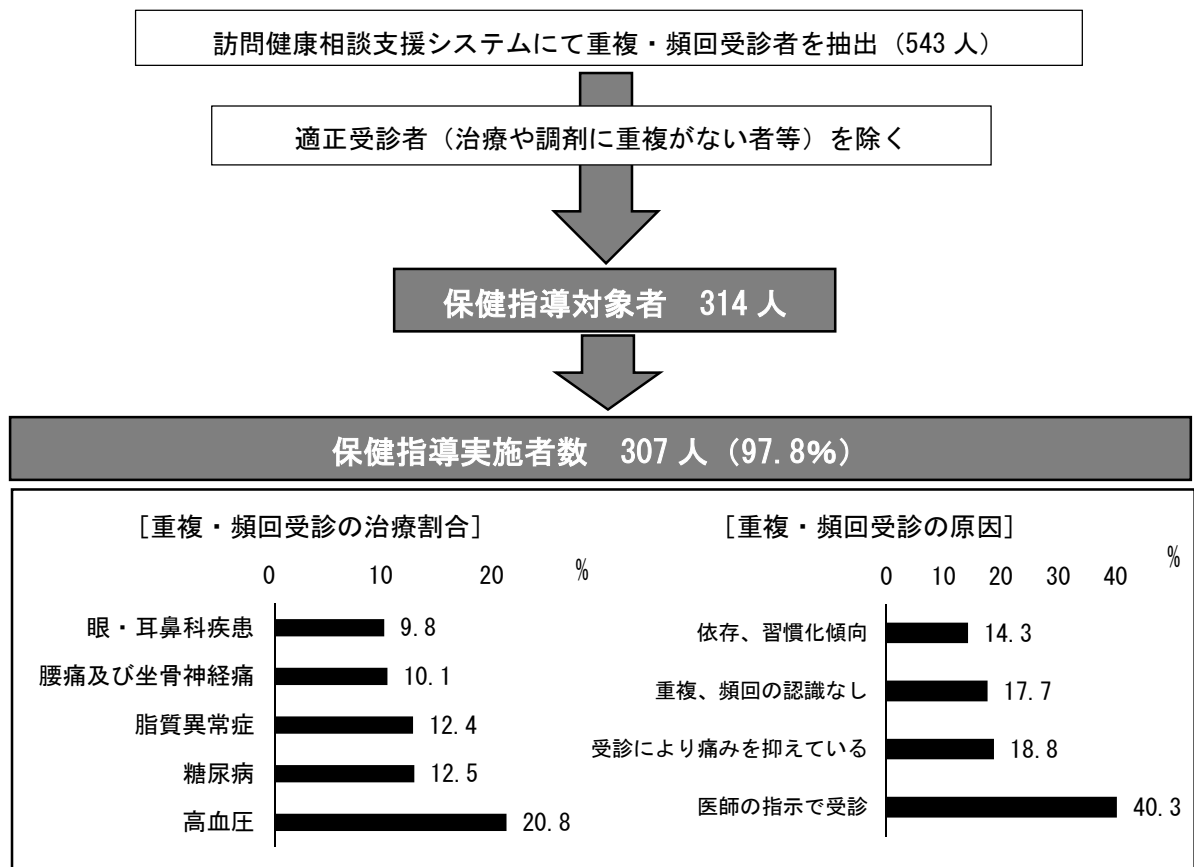 訪問健康相談支援システムにて重複・頻回受診者を抽出（543 人）
適正受診者（治療や調剤に重複がない者等）を除く
保健指導対象者　314 人
保健指導実施者数　307 人（97.8％）
［重複・頻回受診の治療割合］
0 10 20 %
眼・耳鼻科疾患 9.8
腰痛及び坐骨神経痛 10.1
脂質異常症 12.4
糖尿病 12.5
高血圧 20.8
［重複・頻回受診の原因］
%
0 10 20 30 40
依存、習慣化傾向 14.3
重複、頻回の認識なし 17.7
受診により痛みを抑えている 18.8
医師の指示で受診 40.3